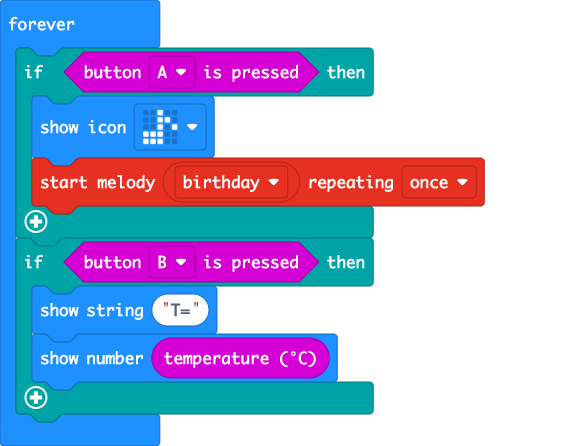 forever
if button A is pressed then
show icon
start melody birthday repeating once
if button B is pressed then
show string "T="
show number temperature (°C)